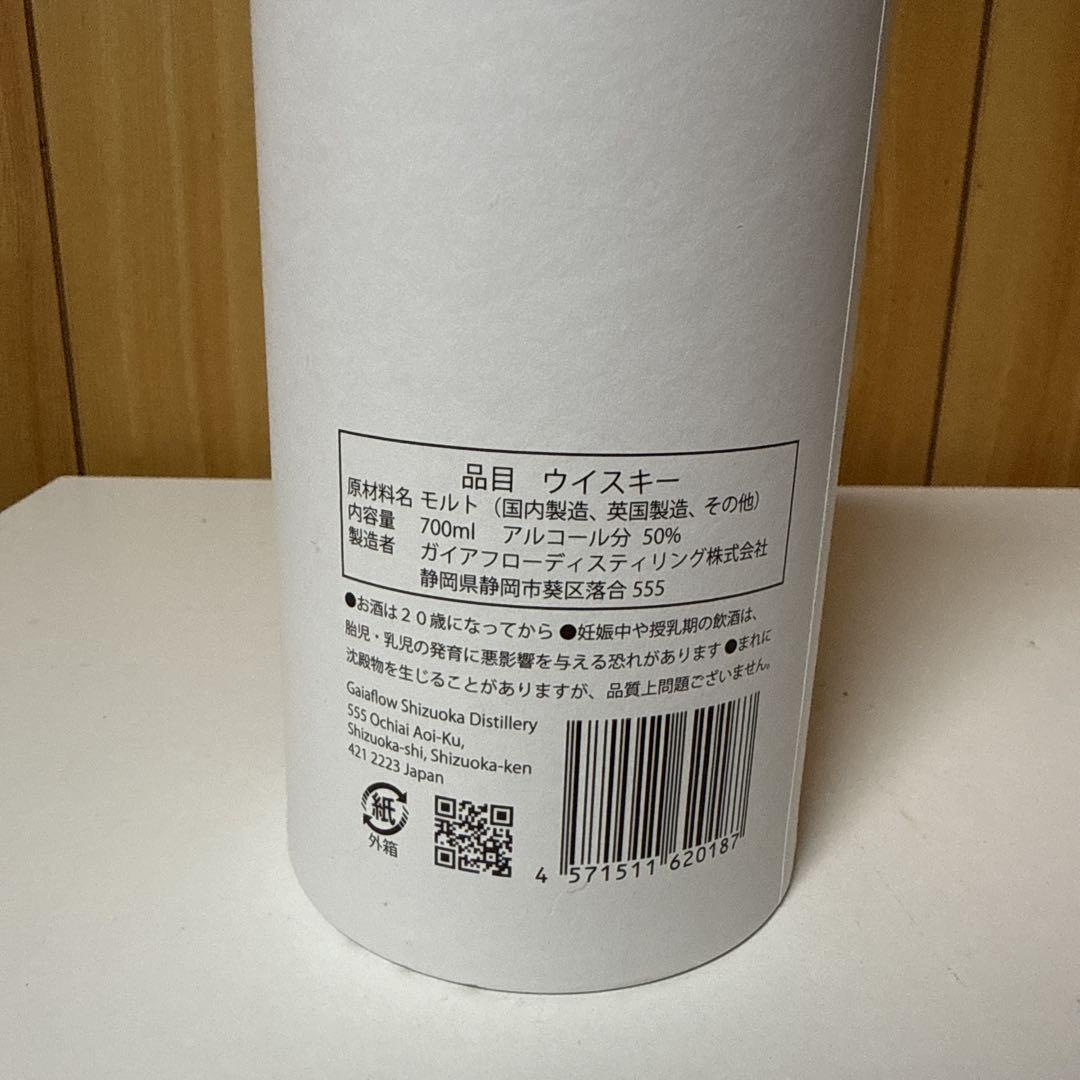 品目 ウイスキー
原材料名 モルト（国内製造、英国製造、その他）
内容量 700ml アルコール分 50%
製造者 ガイアフローディスティリング株式会社
静岡県静岡市葵区落合 555
●お酒は２０歳になってから ●妊娠中や授乳期の飲酒は、
胎児・乳児の発育に悪影響を与える恐れがあります ●まれに
沈殿物を生じることがありますが、品質上問題ございません。
Gaiaflow Shizuoka Distillery
555 Ochiai Aoi-Ku,
Shizuoka-shi, Shizuoka-ken
421 2223 Japan
紙
外箱
4 571511 620187